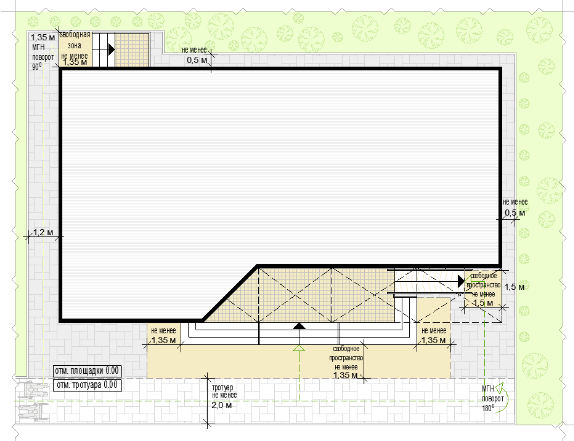 1,35 м
МГН
поворот
90°
свободная
зона
не менее
1,35 м
не менее
0,5 м
не менее
0,5 м
1,2 м
свободное
пространство
не менее
1,5 м
1,5 м
не менее
1,35 м
не менее
1,35 м
свободное
пространство
не менее
1,35 м
отм. площадки 0.00
отм. тротуара 0.00
тротуар
не менее
2,0 м
МГН
поворот
180°